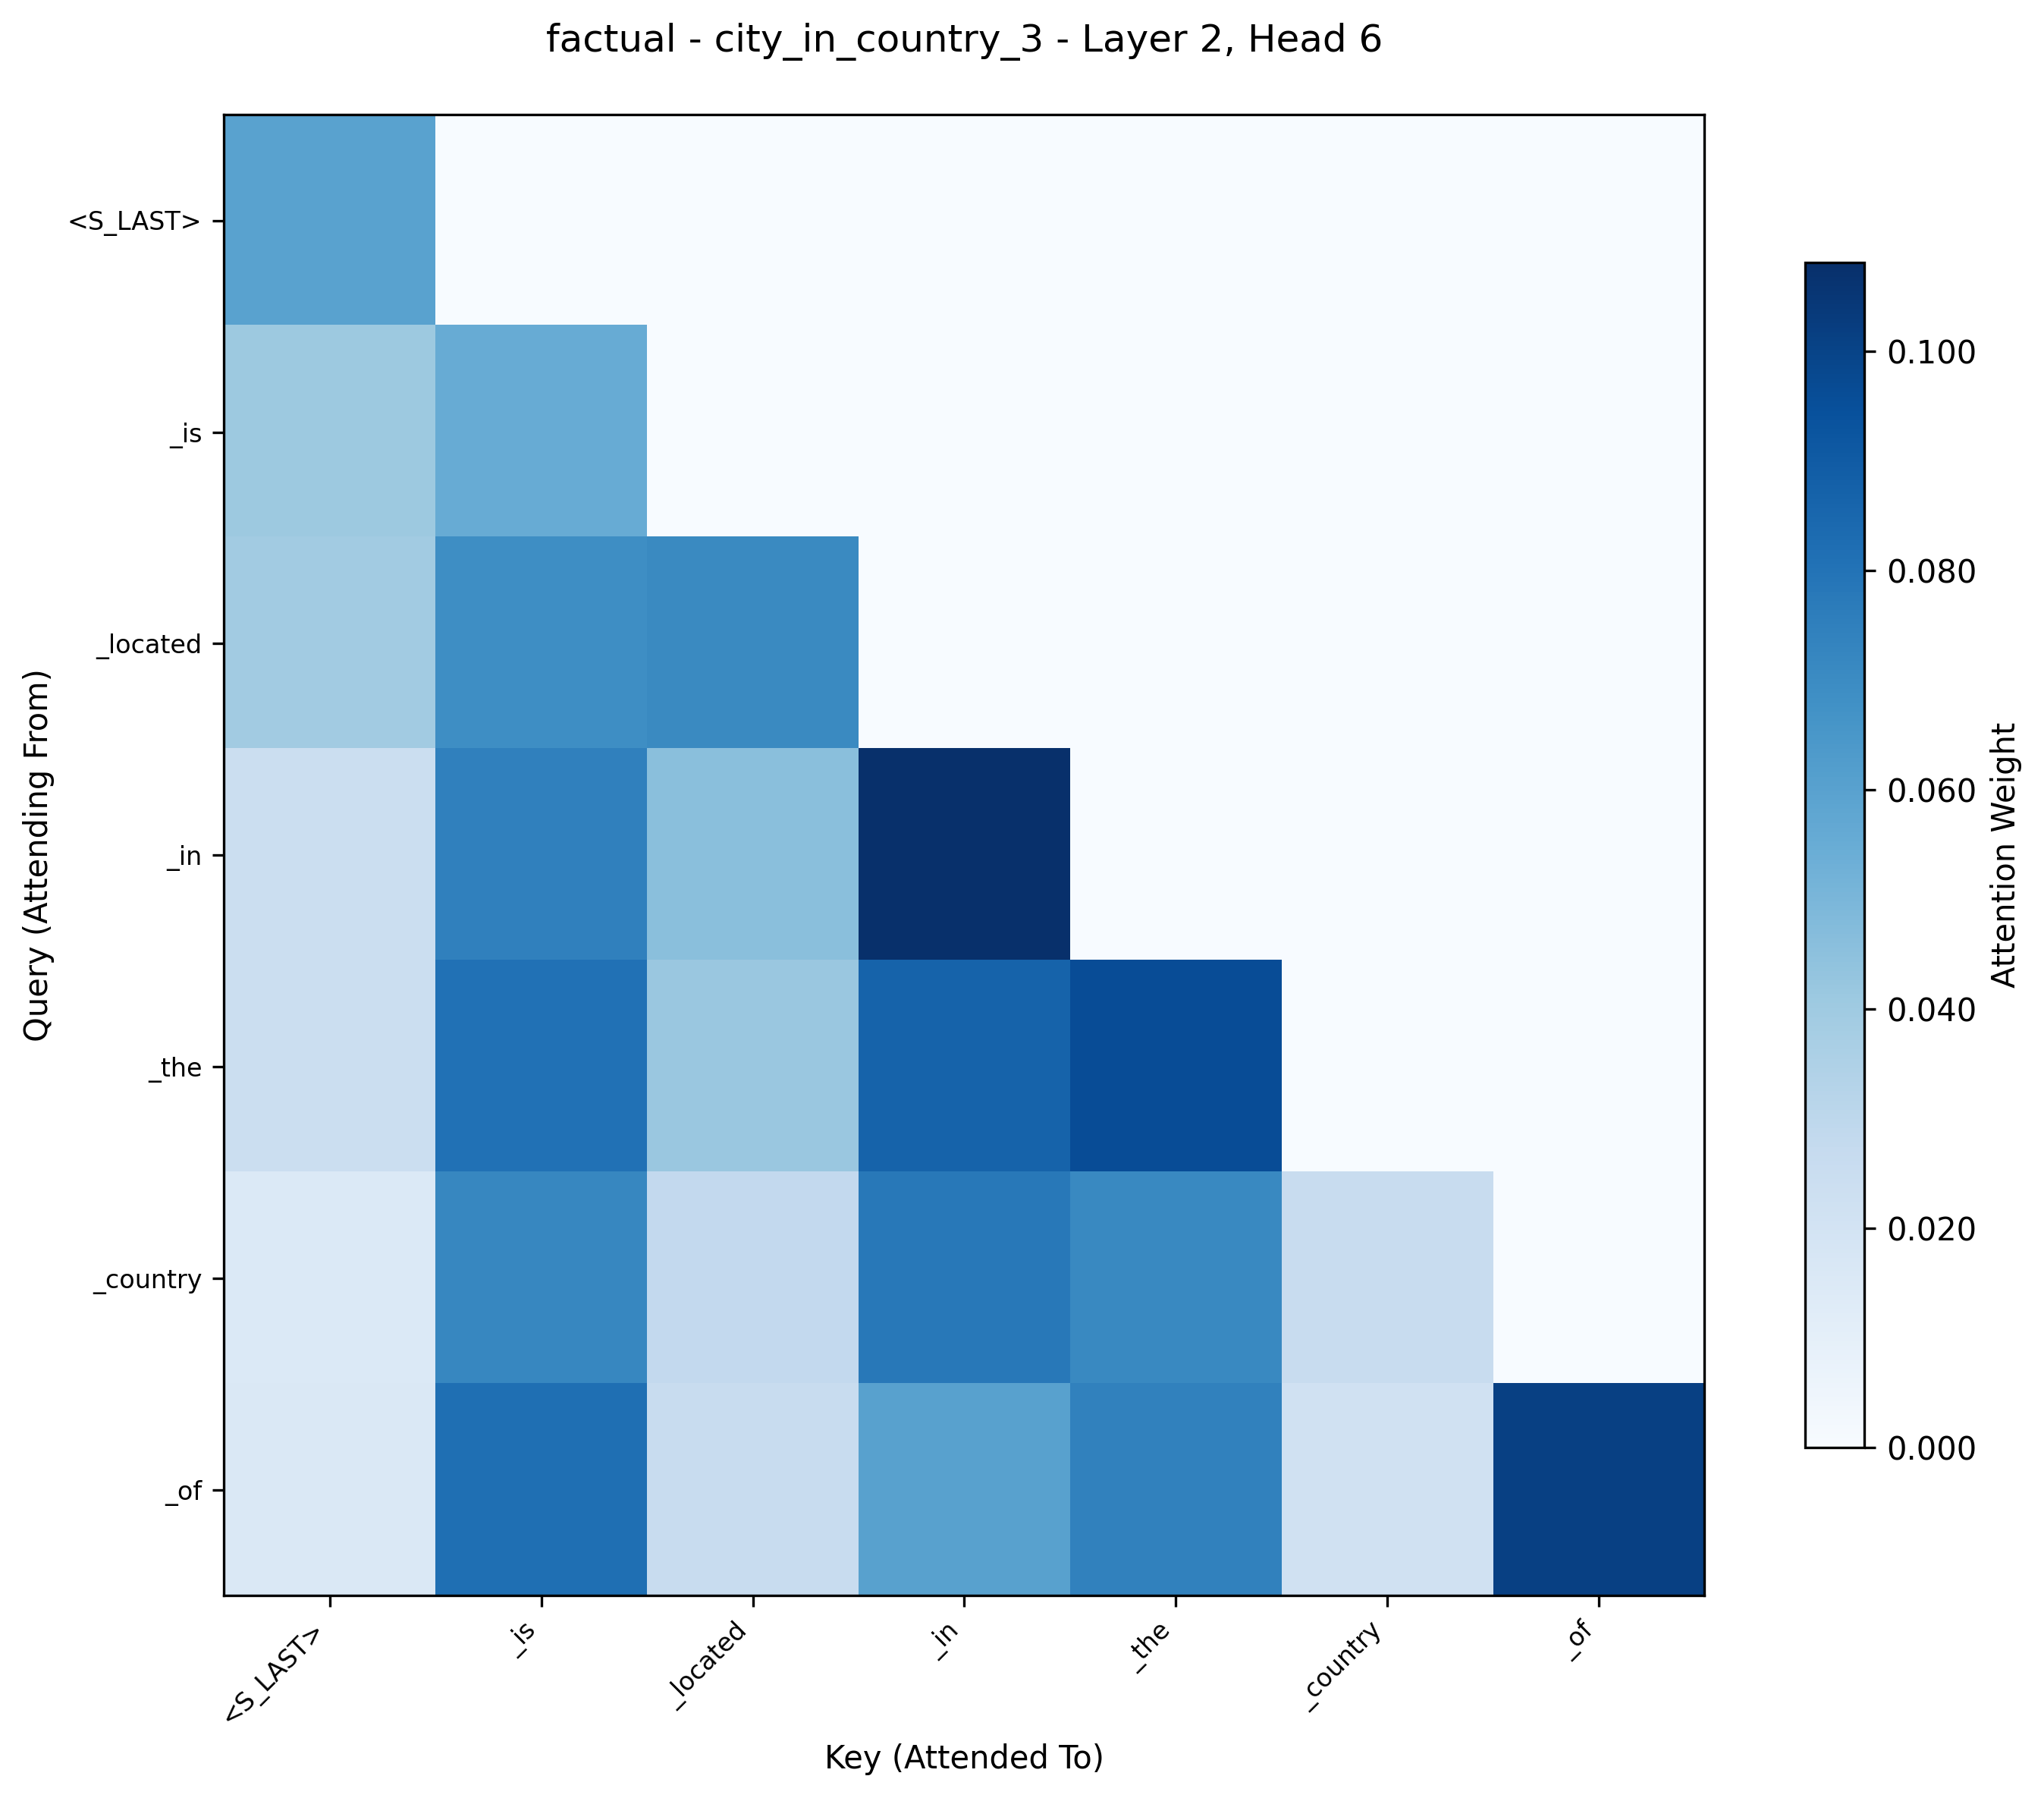 factual - city_in_country_3 - Layer 2, Head 6
Query (Attending From)
<S_LAST>
_is
_located
_in
_the
_country
_of
<S_LAST>
_is
_located
_in
_the
_country
_of
Key (Attended To)
0.100
0.080
0.060
0.040
0.020
0.000
Attention Weight